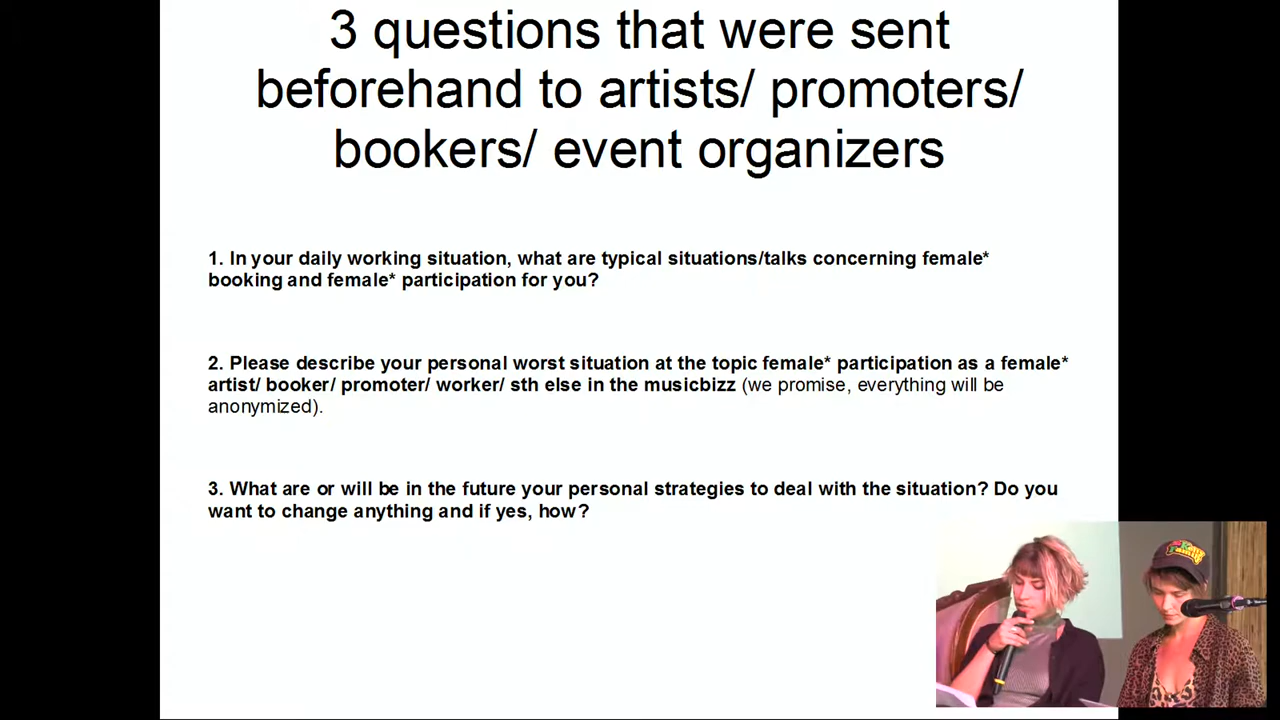 3 questions that were sent
beforehand to artists/ promoters/
bookers/ event organizers
1. In your daily working situation, what are typical situations/talks concerning female*
booking and female* participation for you?
2. Please describe your personal worst situation at the topic female* participation as a female*
artist/ booker/ promoter/ worker/ sth else in the musicbizz (we promise, everything will be
anonymized).
3. What are or will be in the future your personal strategies to deal with the situation? Do you
want to change anything and if yes, how?